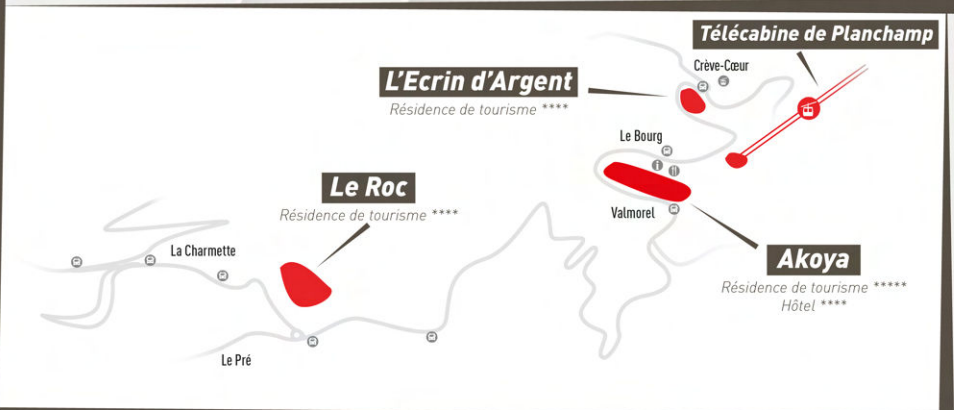 Télécabine de Planchamp
Crève-Cœur
L'Ecrin d'Argent
Résidence de tourisme ****
Le Bourg
i
Le Roc
Résidence de tourisme ****
Valmorel
La Charmette
Akoya
Résidence de tourisme *****
Hôtel ****
Le Pré